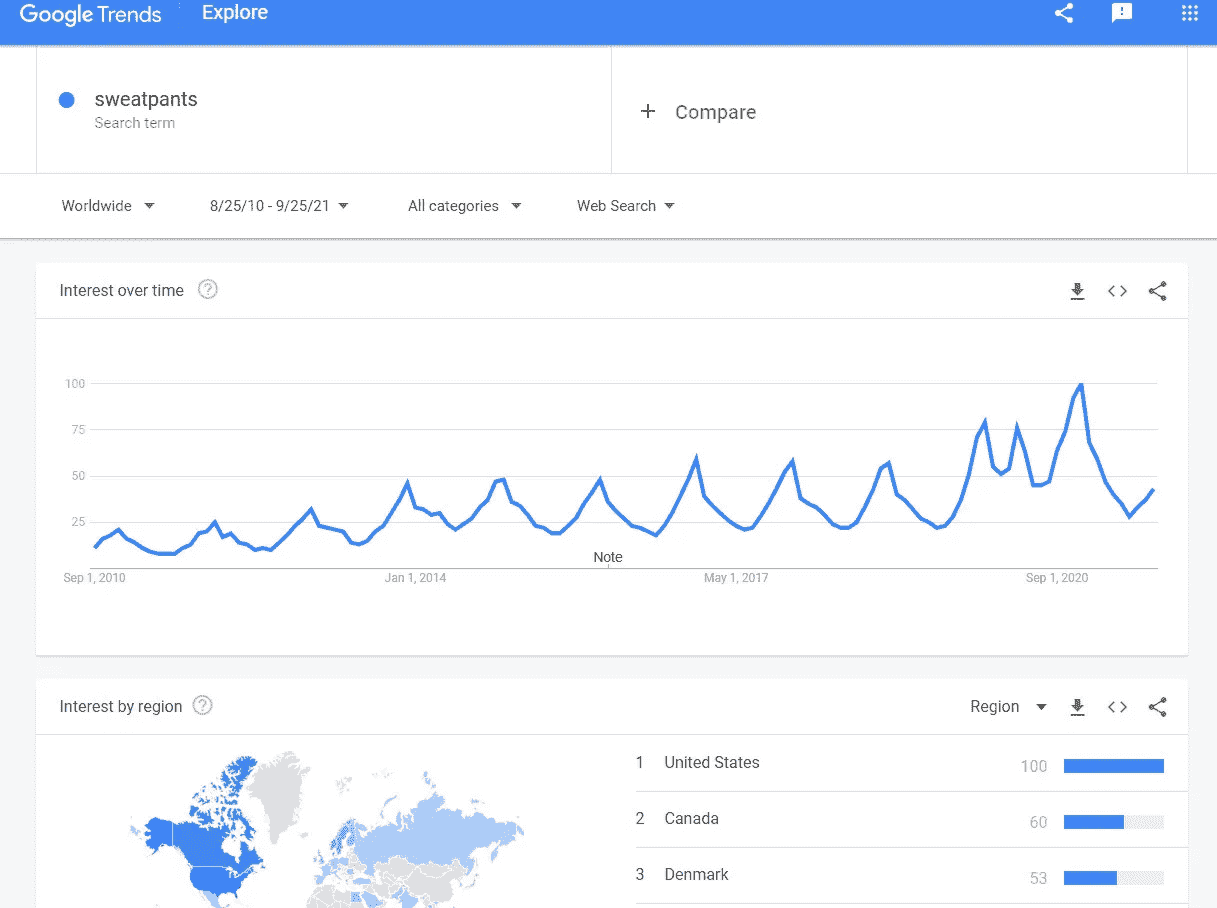 Google Trends Explore
sweatpants
Search term
+ Compare
Worldwide 8/25/10 - 9/25/21 All categories Web Search
Interest over time ?
100
75
50
25
Note
Sep 1, 2010 Jan 1, 2014 May 1, 2017 Sep 1, 2020
Interest by region ? Region
1 United States 100
2 Canada 60
3 Denmark 53